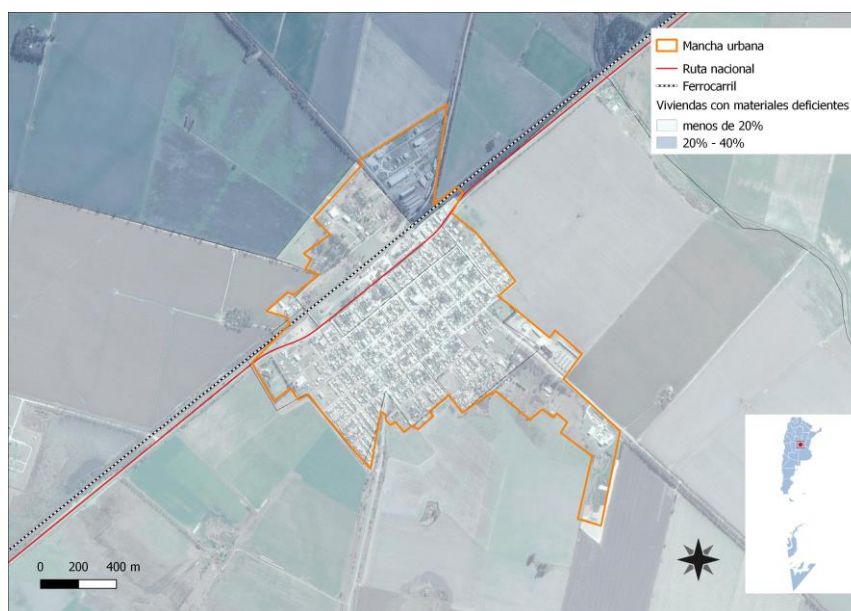 Mancha urbana
Ruta nacional
Ferrocarril
Viviendas con materiales deficientes
menos de 20%
20% - 40%
0 200 400 m